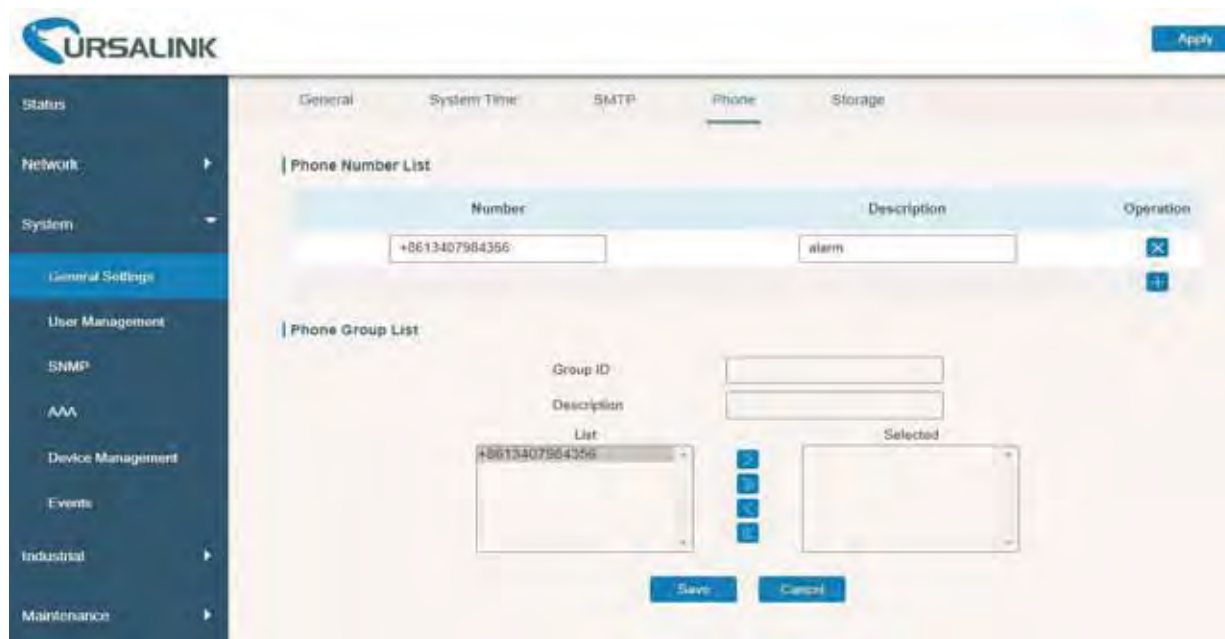 URSALINK
Apply
Status
Network
System
General Settings
User Management
SNMP
AAA
Device Management
Events
Industrial
Maintenance
General System Time SMTP Phone Storage
Phone Number List
Number Description Operation
+8613407984356 alarm
Phone Group List
Group ID
Description
List Selected
+8613407984356
Save Cancel